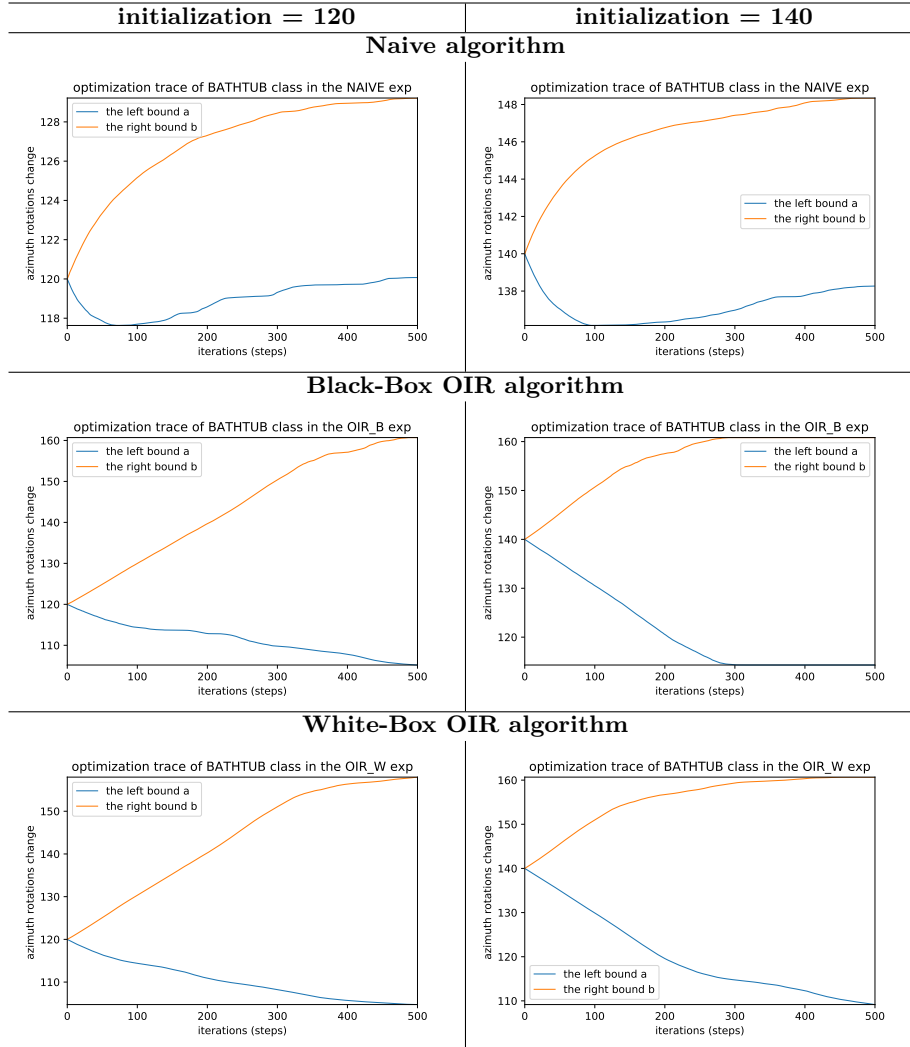 initialization = 120
initialization = 140
Naive algorithm
optimization trace of BATHTUB class in the NAIVE exp
the left bound a
the right bound b
azimuth rotations change
128
126
124
122
120
118
0 100 200 300 400 500
iterations (steps)
optimization trace of BATHTUB class in the NAIVE exp
the left bound a
the right bound b
azimuth rotations change
148
146
144
142
140
138
0 100 200 300 400 500
iterations (steps)
Black-Box OIR algorithm
optimization trace of BATHTUB class in the OIR_B exp
the left bound a
the right bound b
azimuth rotations change
160
150
140
130
120
110
0 100 200 300 400 500
iterations (steps)
optimization trace of BATHTUB class in the OIR_B exp
the left bound a
the right bound b
azimuth rotations change
160
150
140
130
120
0 100 200 300 400 500
iterations (steps)
White-Box OIR algorithm
optimization trace of BATHTUB class in the OIR_W exp
the left bound a
the right bound b
azimuth rotations change
150
140
130
120
110
0 100 200 300 400 500
iterations (steps)
optimization trace of BATHTUB class in the OIR_W exp
the left bound a
the right bound b
azimuth rotations change
160
150
140
130
120
110
0 100 200 300 400 500
iterations (steps)